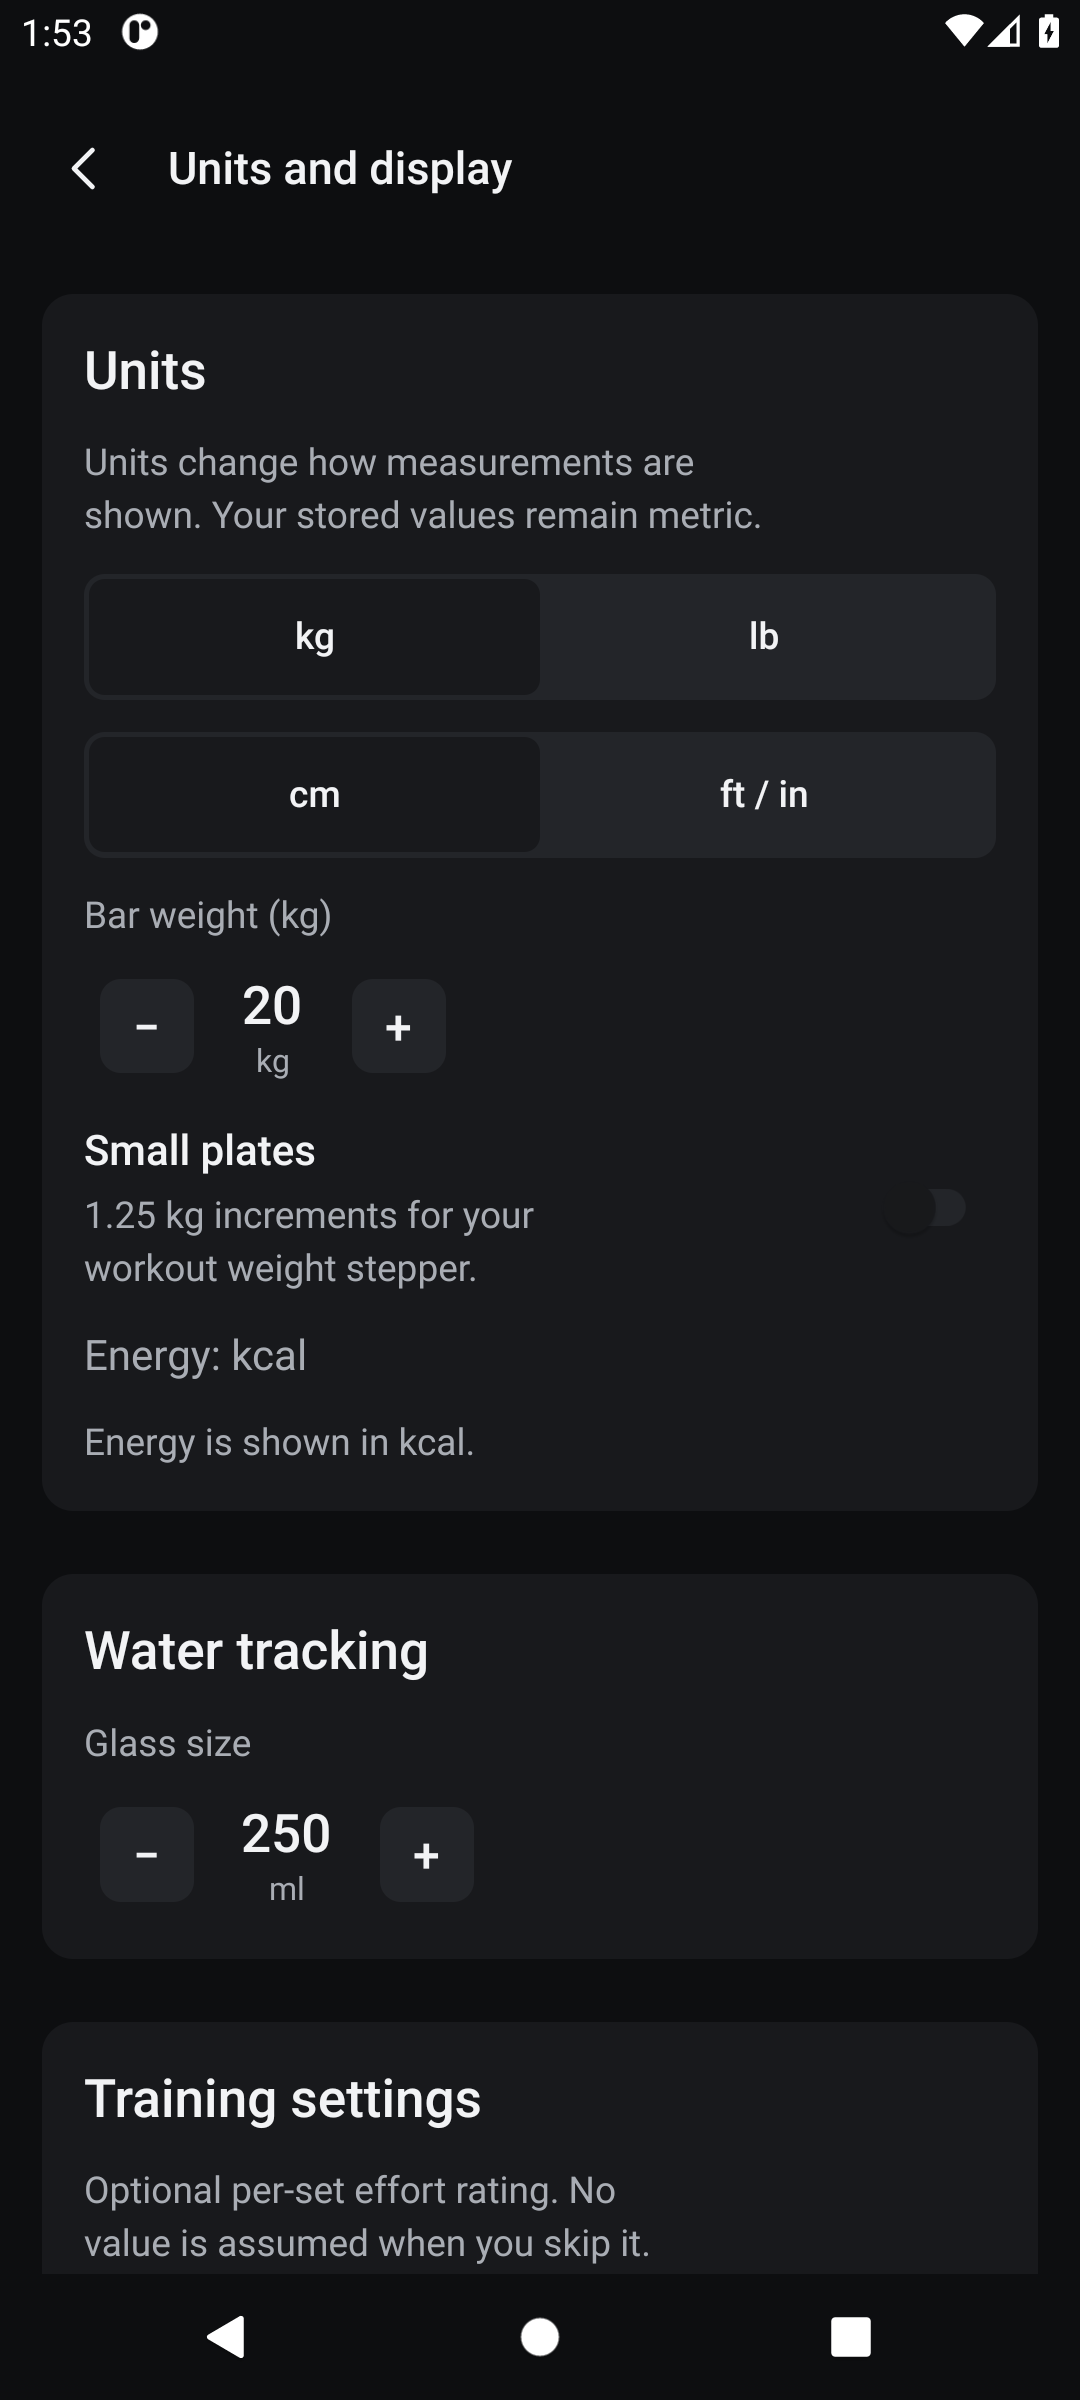 1:53
Units and display
Units
Units change how measurements are
shown. Your stored values remain metric.
kg
lb
cm
ft / in
Bar weight (kg)
−
20
+
kg
Small plates
1.25 kg increments for your
workout weight stepper.
Energy: kcal
Energy is shown in kcal.
Water tracking
Glass size
−
250
+
ml
Training settings
Optional per-set effort rating. No
value is assumed when you skip it.